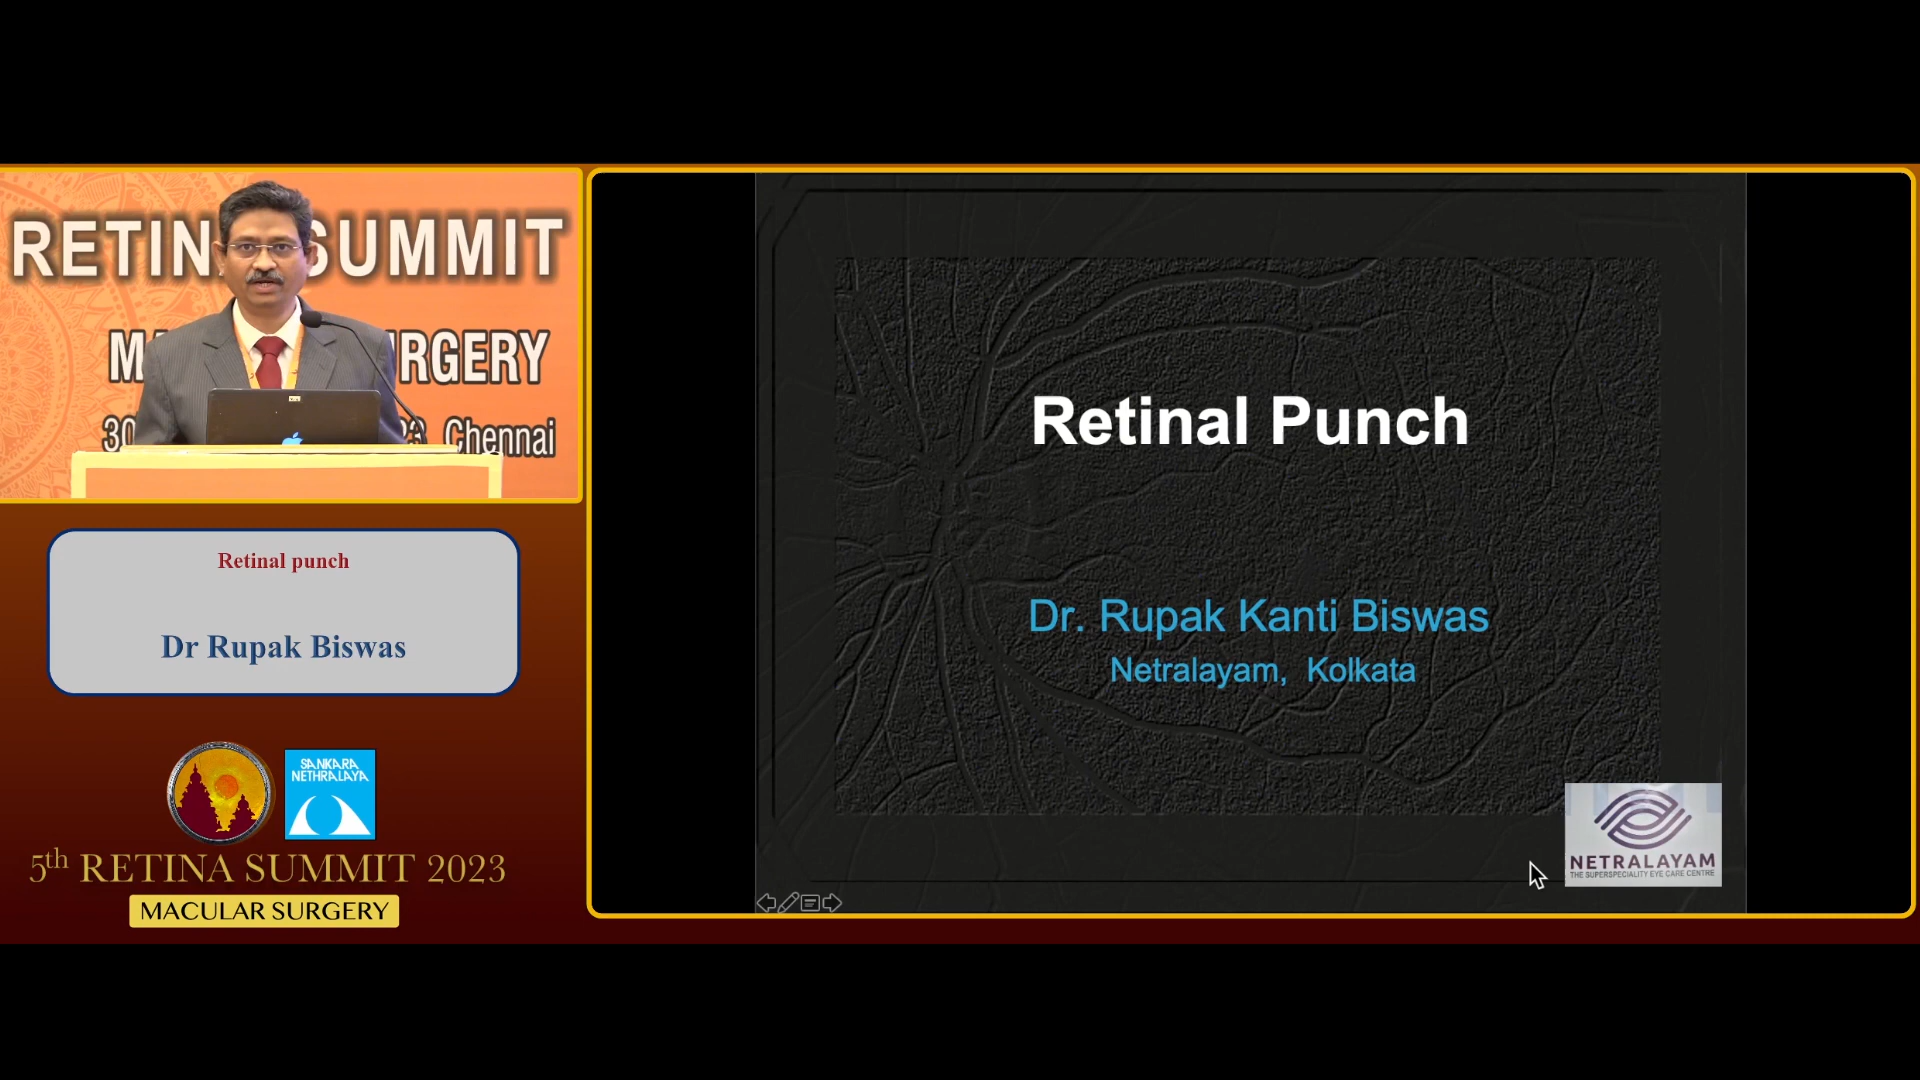 RETIN SUMMIT
M RGERY
30 23, Chennai
Retinal punch
Dr Rupak Biswas
SANKARA
NETHRALAYA
5th RETINA SUMMIT 2023
MACULAR SURGERY
Retinal Punch
Dr. Rupak Kanti Biswas
Netralayam, Kolkata
NETRALAYAM
THE SUPERSPECIALITY EYE CARE CENTRE